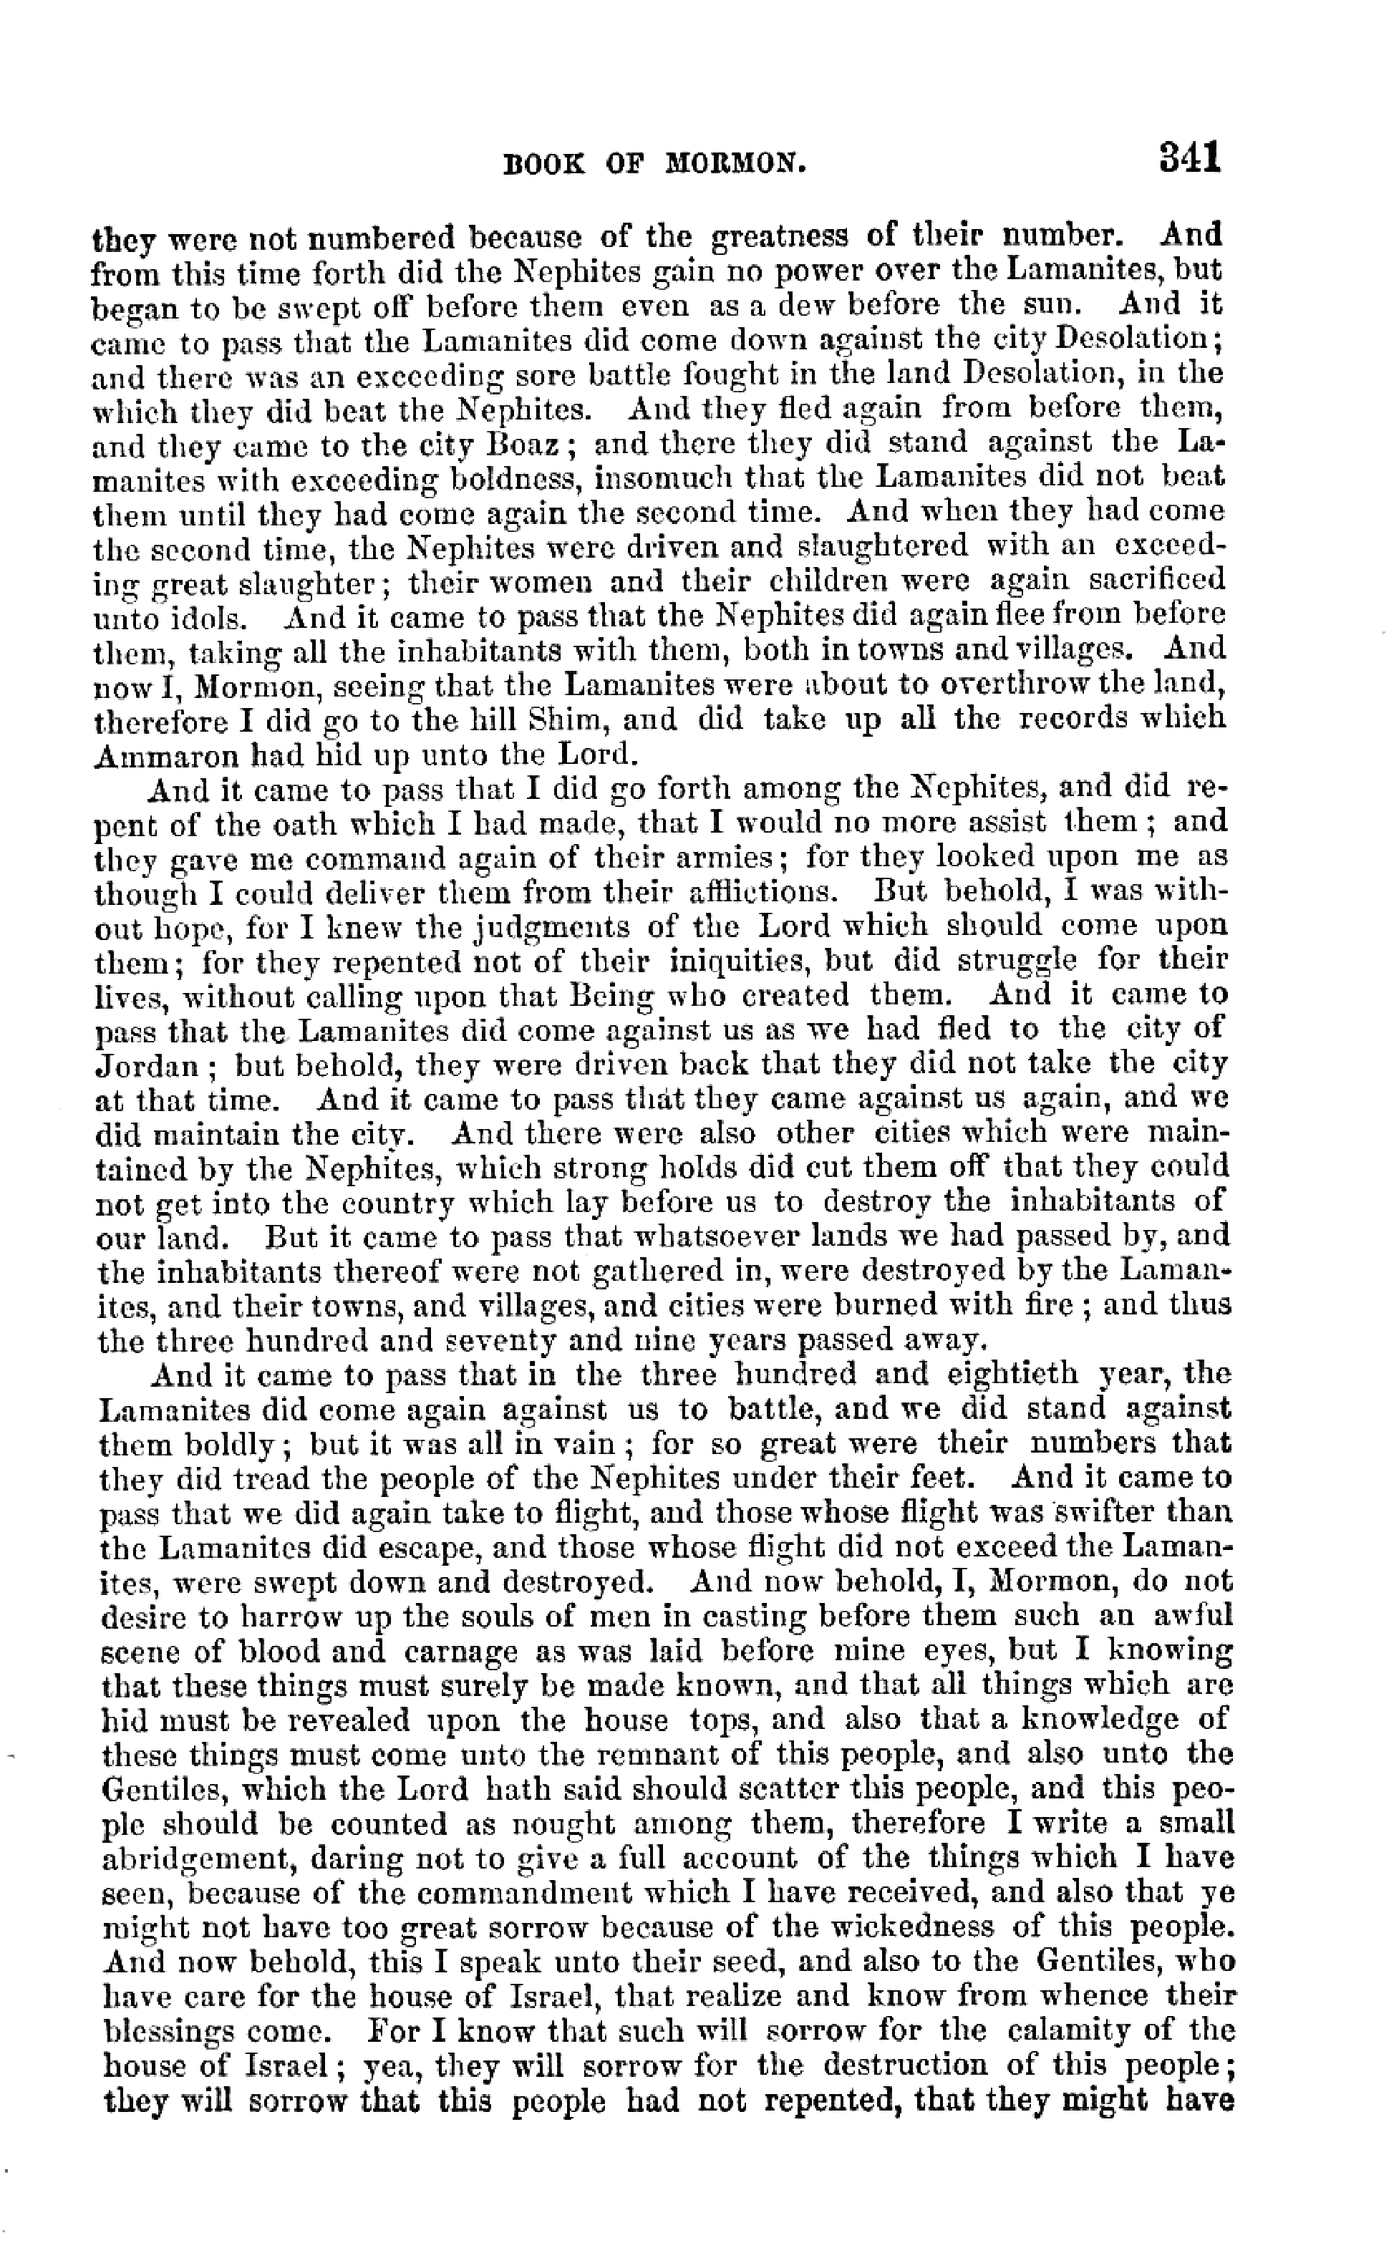 BOOK OF MORMON. 341
they were not numbered because of the greatness of their number. And
from this time forth did the Nephites gain no power over the Lamanites, but
began to be swept off before them even as a dew before the sun. And it
came to pass that the Lamanites did come down against the city Desolation;
and there was an exceeding sore battle fought in the land Desolation, in the
which they did beat the Nephites. And they fled again from before them,
and they came to the city Boaz; and there they did stand against the La-
manites with exceeding boldness, insomuch that the Lamanites did not beat
them until they had come again the second time. And when they had come
the second time, the Nephites were driven and slaughtered with an exceed-
ing great slaughter; their women and their children were again sacrificed
unto idols. And it came to pass that the Nephites did again flee from before
them, taking all the inhabitants with them, both in towns and villages. And
now I, Mormon, seeing that the Lamanites were about to overthrow the land,
therefore I did go to the hill Shim, and did take up all the records which
Ammaron had hid up unto the Lord.
And it came to pass that I did go forth among the Nephites, and did re-
pent of the oath which I had made, that I would no more assist them; and
they gave me command again of their armies; for they looked upon me as
though I could deliver them from their afflictions. But behold, I was with-
out hope, for I knew the judgments of the Lord which should come upon
them; for they repented not of their iniquities, but did struggle for their
lives, without calling upon that Being who created them. And it came to
pass that the Lamanites did come against us as we had fled to the city of
Jordan; but behold, they were driven back that they did not take the city
at that time. And it came to pass that they came against us again, and we
did maintain the city. And there were also other cities which were main-
tained by the Nephites, which strong holds did cut them off that they could
not get into the country which lay before us to destroy the inhabitants of
our land. But it came to pass that whatsoever lands we had passed by, and
the inhabitants thereof were not gathered in, were destroyed by the Laman-
ites, and their towns, and villages, and cities were burned with fire; and thus
the three hundred and seventy and nine years passed away.
And it came to pass that in the three hundred and eightieth year, the
Lamanites did come again against us to battle, and we did stand against
them boldly; but it was all in vain; for so great were their numbers that
they did tread the people of the Nephites under their feet. And it came to
pass that we did again take to flight, and those whose flight was swifter than
the Lamanites did escape, and those whose flight did not exceed the Laman-
ites, were swept down and destroyed. And now behold, I, Mormon, do not
desire to harrow up the souls of men in casting before them such an awful
scene of blood and carnage as was laid before mine eyes, but I knowing
that these things must surely be made known, and that all things which are
hid must be revealed upon the house tops, and also that a knowledge of
these things must come unto the remnant of this people, and also unto the
Gentiles, which the Lord hath said should scatter this people, and this peo-
ple should be counted as nought among them, therefore I write a small
abridgement, daring not to give a full account of the things which I have
seen, because of the commandment which I have received, and also that ye
might not have too great sorrow because of the wickedness of this people.
And now behold, this I speak unto their seed, and also to the Gentiles, who
have care for the house of Israel, that realize and know from whence their
blessings come. For I know that such will sorrow for the calamity of the
house of Israel; yea, they will sorrow for the destruction of this people;
they will sorrow that this people had not repented, that they might have